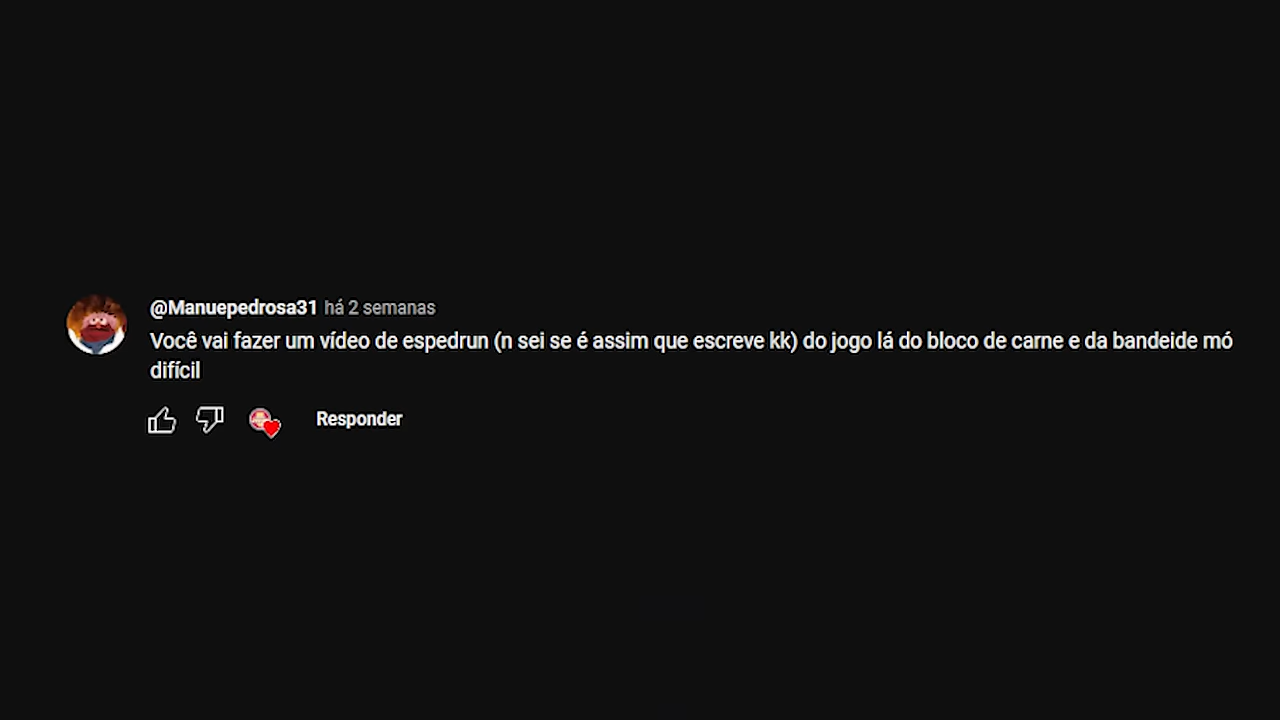 @Manuepedrosa31 há 2 semanas
Você vai fazer um vídeo de espedrun (n sei se é assim que escreve kk) do jogo lá do bloco de carne e da bandeide mó
difícil
Responder